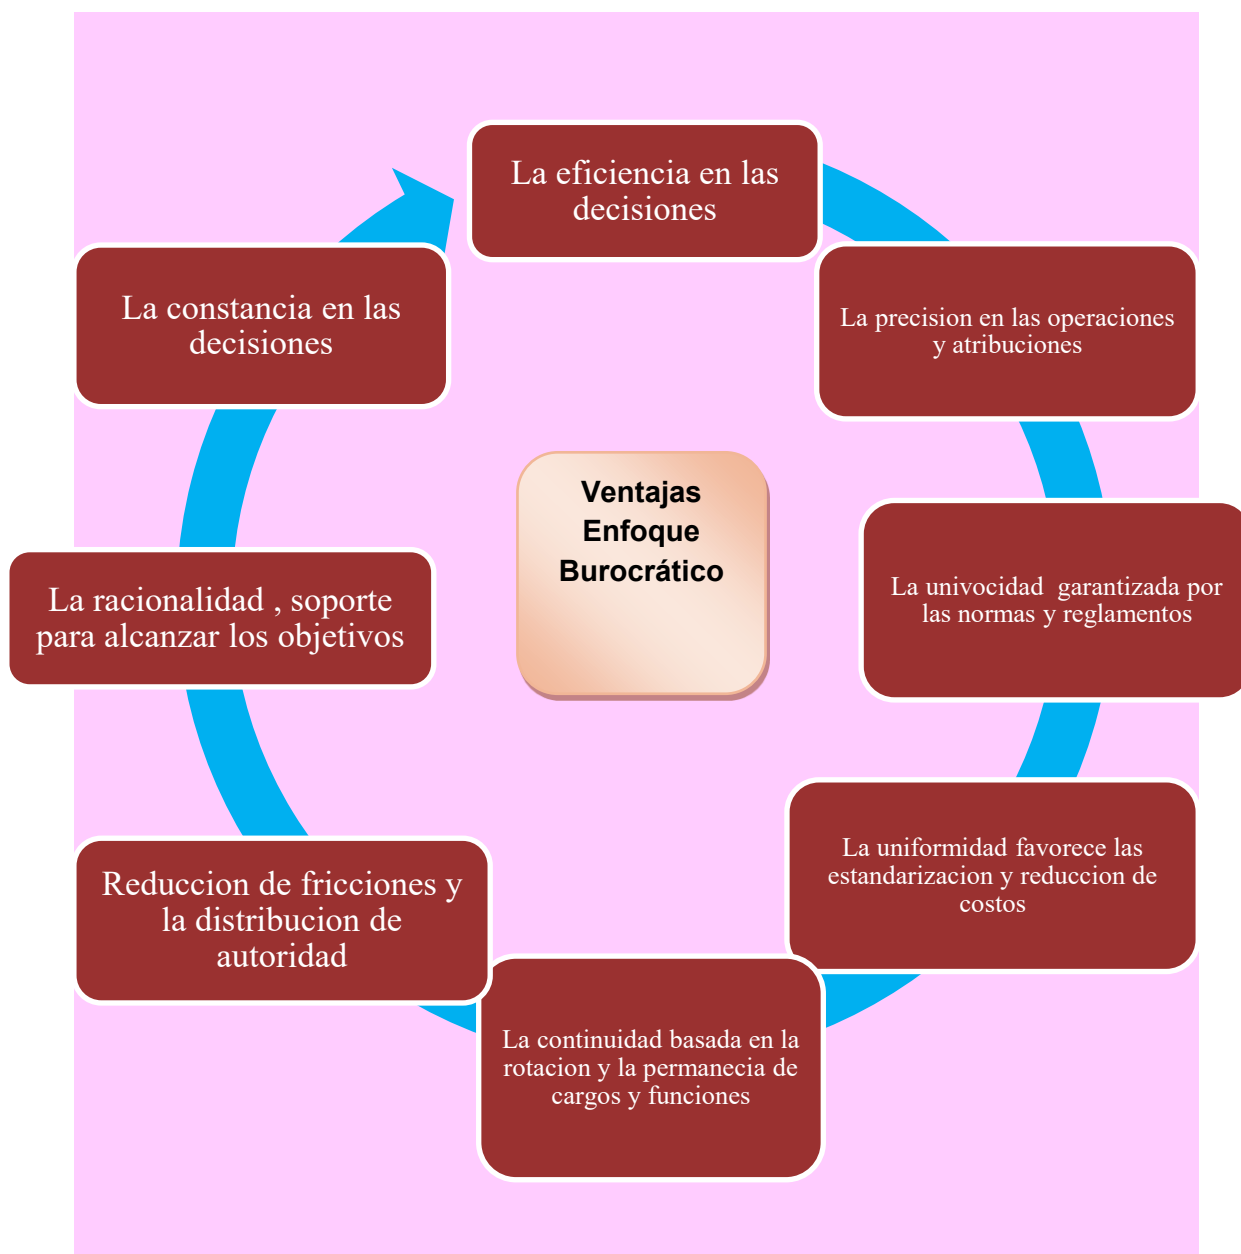 La eficiencia en las
decisiones
La precision en las operaciones
y atribuciones
La univocidad garantizada por
las normas y reglamentos
La uniformidad favorece las
estandarizacion y reduccion de
costos
La continuidad basada en la
rotacion y la permanecia de
cargos y funciones
Reduccion de fricciones y
la distribucion de
autoridad
La racionalidad , soporte
para alcanzar los objetivos
La constancia en las
decisiones
Ventajas
Enfoque
Burocrático